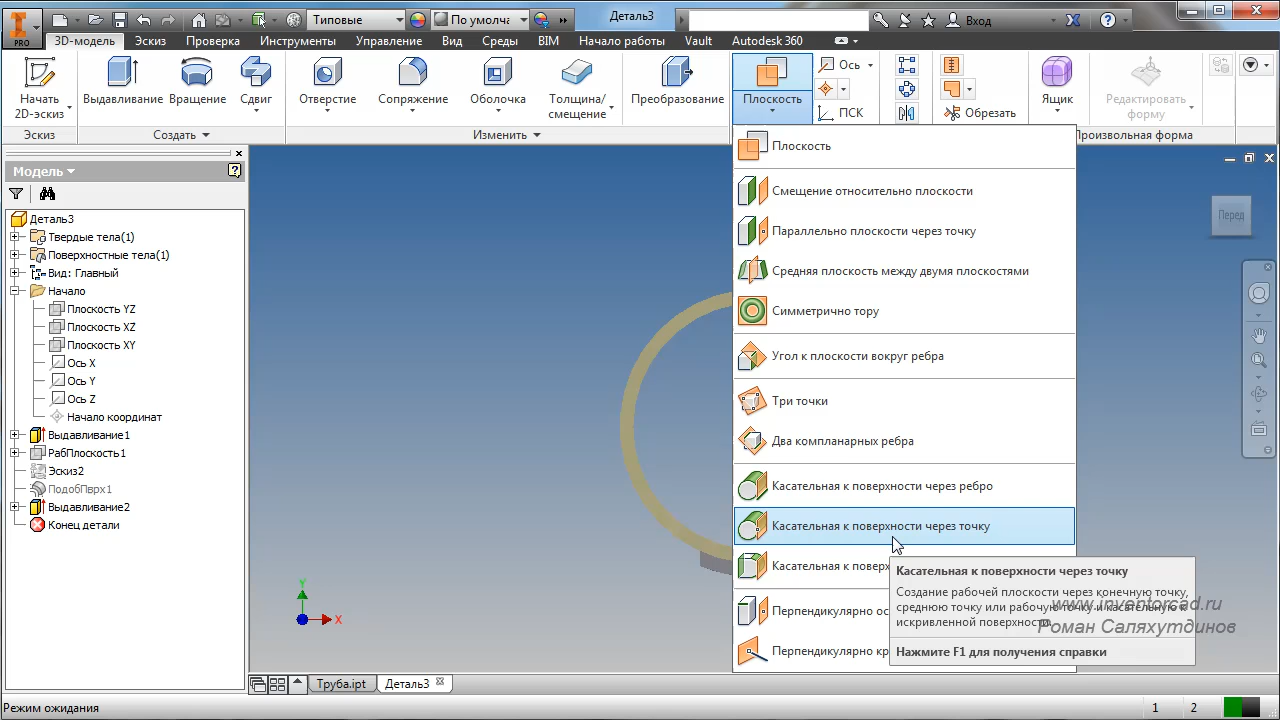 PRO
Типовые
По умолча
Деталь3
Вход
3D-модель
Эскиз
Проверка
Инструменты
Управление
Вид
Среды
BIM
Начало работы
Vault
Autodesk 360
Начать
2D-эскиз
Выдавливание
Вращение
Сдвиг
Отверстие
Сопряжение
Оболочка
Толщина/
смещение
Преобразование
Плоскость
Ось
ПСК
Обрезать
Ящик
Редактировать
форму
Эскиз
Создать
Изменить
роизвольная форма
Модель
Деталь3
Твердые тела(1)
Поверхностные тела(1)
Вид: Главный
Начало
Плоскость YZ
Плоскость XZ
Плоскость XY
Ось X
Ось Y
Ось Z
Начало координат
Выдавливание1
РабПлоскость1
Эскиз2
ПодобПврх1
Выдавливание2
Конец детали
Плоскость
Смещение относительно плоскости
Параллельно плоскости через точку
Средняя плоскость между двумя плоскостями
Симметрично тору
Угол к плоскости вокруг ребра
Три точки
Два компланарных ребра
Касательная к поверхности через ребро
Касательная к поверхности через точку
Касательная к поверх
Перпендикулярно ос
Перпендикулярно кр
Касательная к поверхности через точку
Создание рабочей плоскости через конечную точку,
среднюю точку или рабочую точку и касательную к
искривленной поверхности.
Нажмите F1 для получения справки
www.inventorcad.ru
Роман Саляхутдинов
Перед
Y
X
Труба.ipt
Деталь3
Режим ожидания
1
2